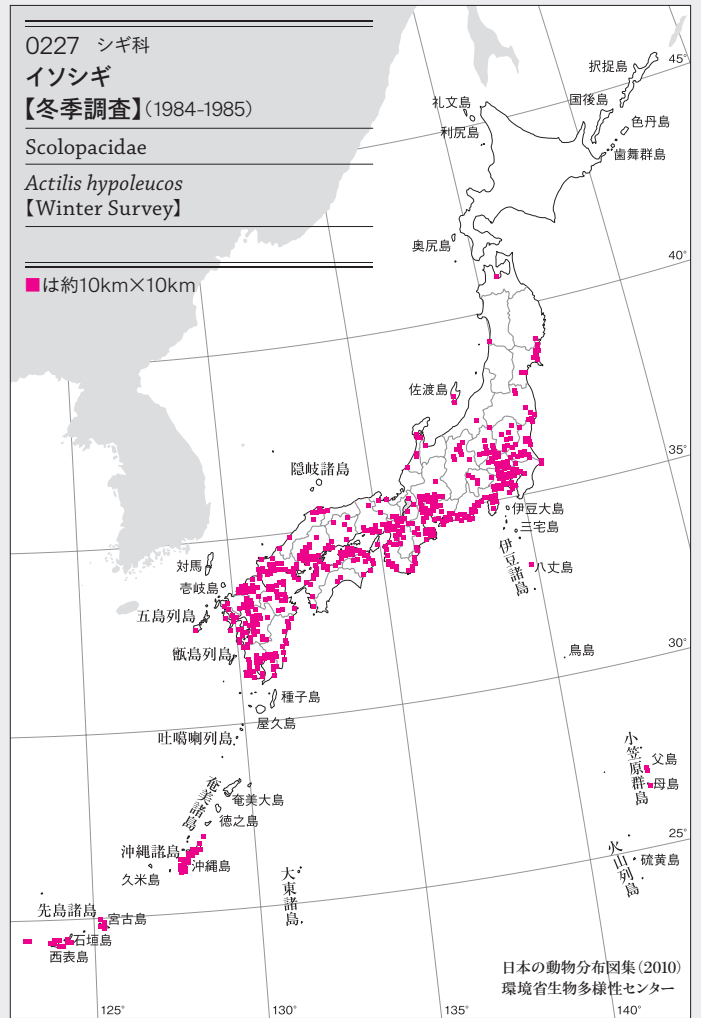 0227 シギ科
イソシギ
【冬季調査】(1984-1985)
Scolopacidae
Actilis hypoleucos
【Winter Survey】
■は約10km×10km
択捉島
45°
礼文島
国後島
利尻島
色丹島
歯舞群島
奥尻島
40°
佐渡島
35°
隠岐諸島
伊豆大島
三宅島
伊豆諸島
八丈島
対馬
壱岐島
五島列島
甑島列島
鳥島
30°
種子島
屋久島
吐噶喇列島
小笠原群島
父島
母島
奄美諸島
奄美大島
徳之島
25°
沖縄諸島
沖縄島
久米島
火山列島
硫黄島
大東諸島
先島諸島
宮古島
石垣島
西表島
日本の動物分布図集(2010)
環境省生物多様性センター
125°
130°
135°
140°